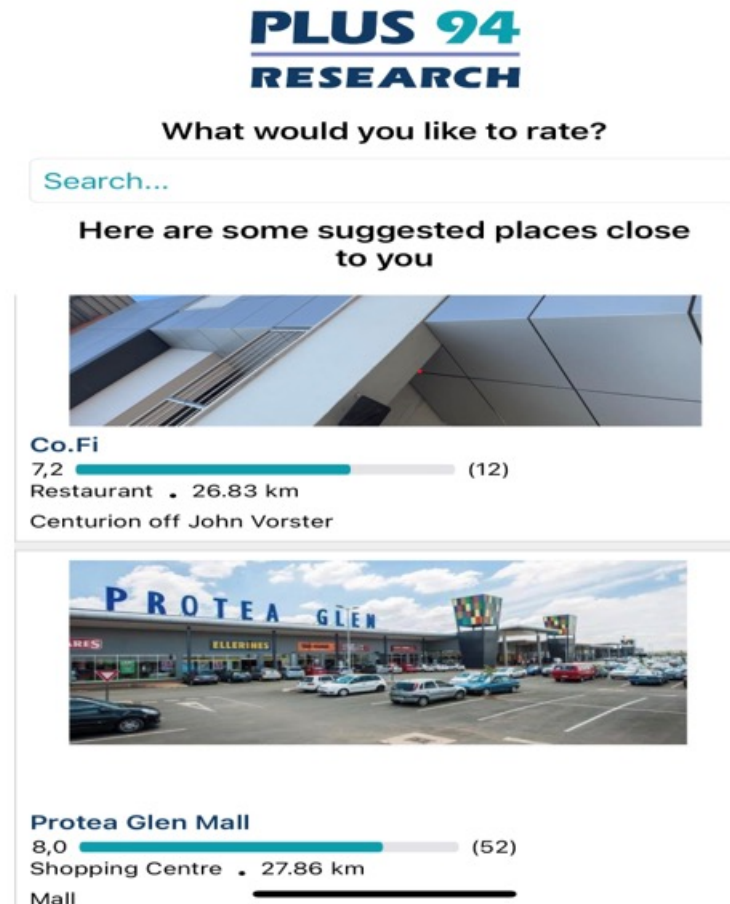 PLUS 94
RESEARCH
What would you like to rate?
Search...
Here are some suggested places close
to you
Co.Fi
7,2 (12)
Restaurant . 26.83 km
Centurion off John Vorster
PROTEA GLEN
ELLERINES
Protea Glen Mall
8,0 (52)
Shopping Centre . 27.86 km
Mall